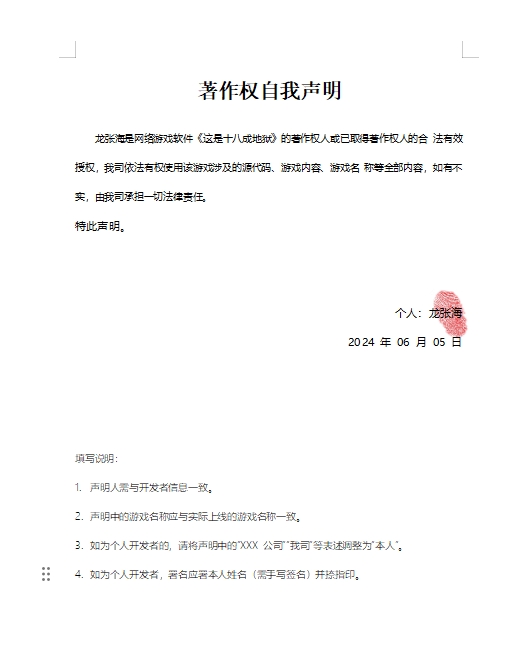 著作权自我声明
龙张海是网络游戏软件《这是十八成地狱》的著作权人或已取得著作权人的合 法有效
授权，我司依法有权使用该游戏涉及的源代码、游戏内容、游戏名 称等全部内容，如有不
实，由我司承担一切法律责任。
特此声明。
个人：龙张海
2024 年 06 月 05 日
填写说明：
1. 声明人需与开发者信息一致。
2. 声明中的游戏名称应与实际上线的游戏名称一致。
3. 如为个人开发者的，请将声明中的“XXX 公司”“我司”等表述调整为“本人”。
4. 如为个人开发者，署名应署本人姓名（需手写签名）并捺指印。